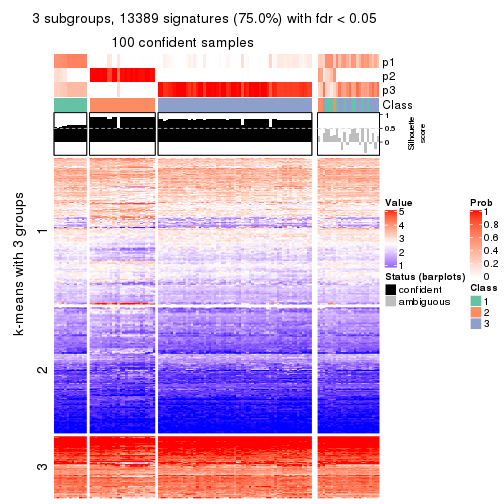 3 subgroups, 13389 signatures (75.0%) with fdr < 0.05
100 confident samples
p1
p2
p3
Class
1
0.5
0
Silhouette
score
k-means with 3 groups
1
2
3
Value
5
4
3
2
1
Status (barplots)
confident
ambiguous
Prob
1
0.8
0.6
0.4
0.2
0
Class
1
2
3